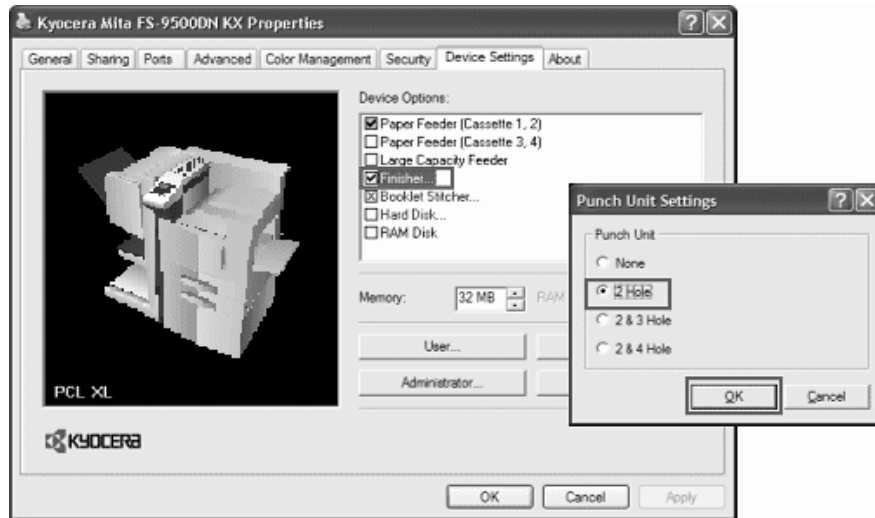 Kyocera Mita FS-9500DN KX Properties
General Sharing Ports Advanced Color Management Security Device Settings About
Device Options:
Paper Feeder (Cassette 1, 2)
Paper Feeder (Cassette 3, 4)
Large Capacity Feeder
Finisher...
Booklet Stitcher...
Hard Disk...
RAM Disk
Memory: 32 MB RAM
User...
Administrator...
PCL XL
KYOCERA
OK Cancel Apply
Punch Unit Settings
Punch Unit
None
2 Hole
2 & 3 Hole
2 & 4 Hole
OK Cancel